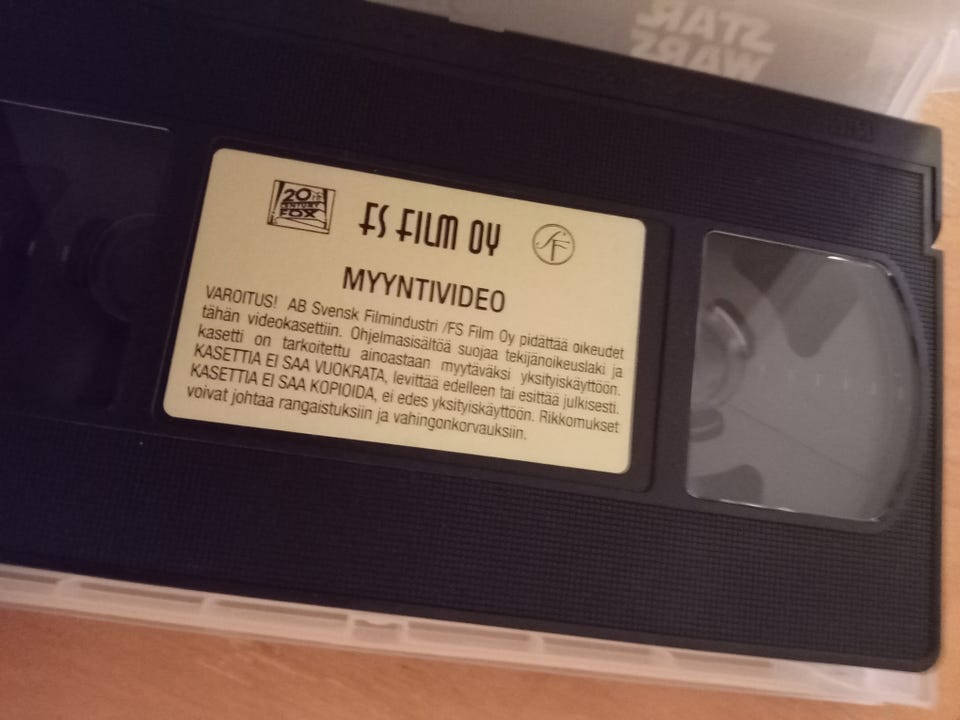 STAR
WARS
20th
CENTURY
FOX
FS FILM OY
SF
MYYNTIVIDEO
VAROITUS! AB Svensk Filmindustri /FS Film Oy pidättää oikeudet
tähän videokasettiin. Ohjelmasisältöä suojaa tekijänoikeuslaki ja
kasetti on tarkoitettu ainoastaan myytäväksi yksityiskäyttöön.
KASETTIA EI SAA VUOKRATA, levittää edelleen tai esittää julkisesti.
KASETTIA EI SAA KOPIOIDA, ei edes yksityiskäyttöön. Rikkomukset
voivat johtaa rangaistuksiin ja vahingonkorvauksiin.